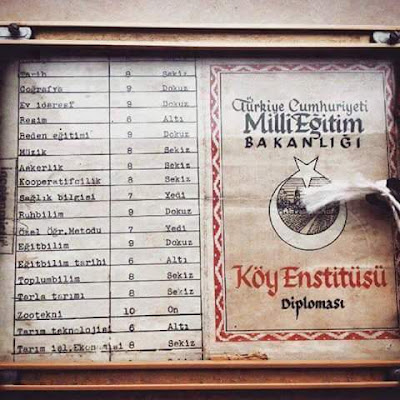 Tarih 8 Sekiz
Coğrafya 9 Dokuz
Ev idaresi 9 Dokuz
Resim 6 Altı
Beden eğitimi 9 Dokuz
Müzik 8 Sekiz
Askerlik 8 Sekiz
Kooperatifcilik 8 Sekiz
Sağlık bilgisi 7 Yedi
Ruhbilim 9 Dokuz
Özel Öğr.Metodu 7 Yedi
Eğitbilim 9 Dokuz
Eğitbilim tarihi 6 Altı
Toplumbilim 8 Sekiz
Tarla tarımı 8 Sekiz
Zootekni 10 On
Tarım teknolojisi 6 Altı
Tarım işl.Ekonomisi 8 Sekiz
Türkiye Cumhuriyeti
Milli Eğitim
BAKANLIĞI
Köy Enstitüsü
Diploması